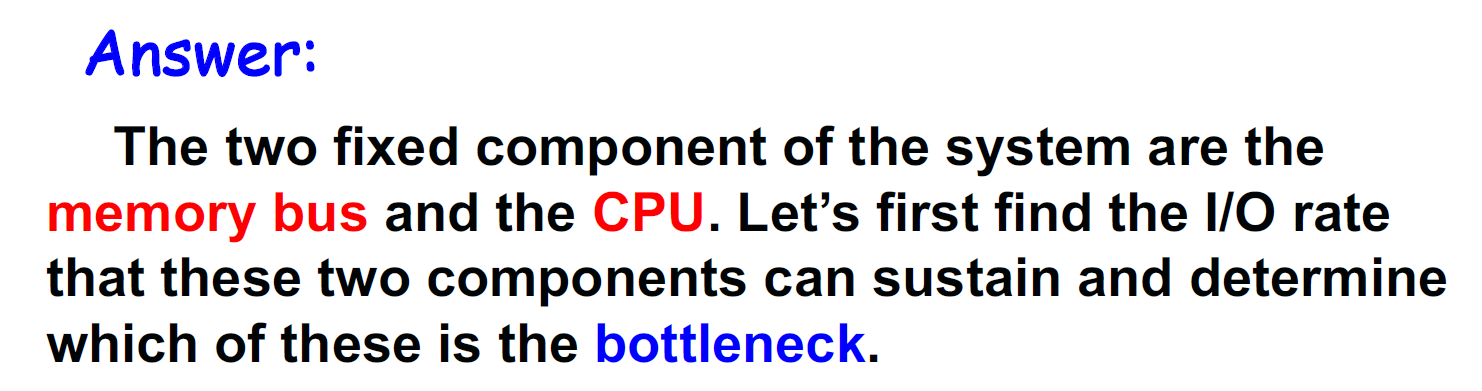 Answer:
The two fixed component of the system are the
memory bus and the CPU. Let’s first find the I/O rate
that these two components can sustain and determine
which of these is the bottleneck.